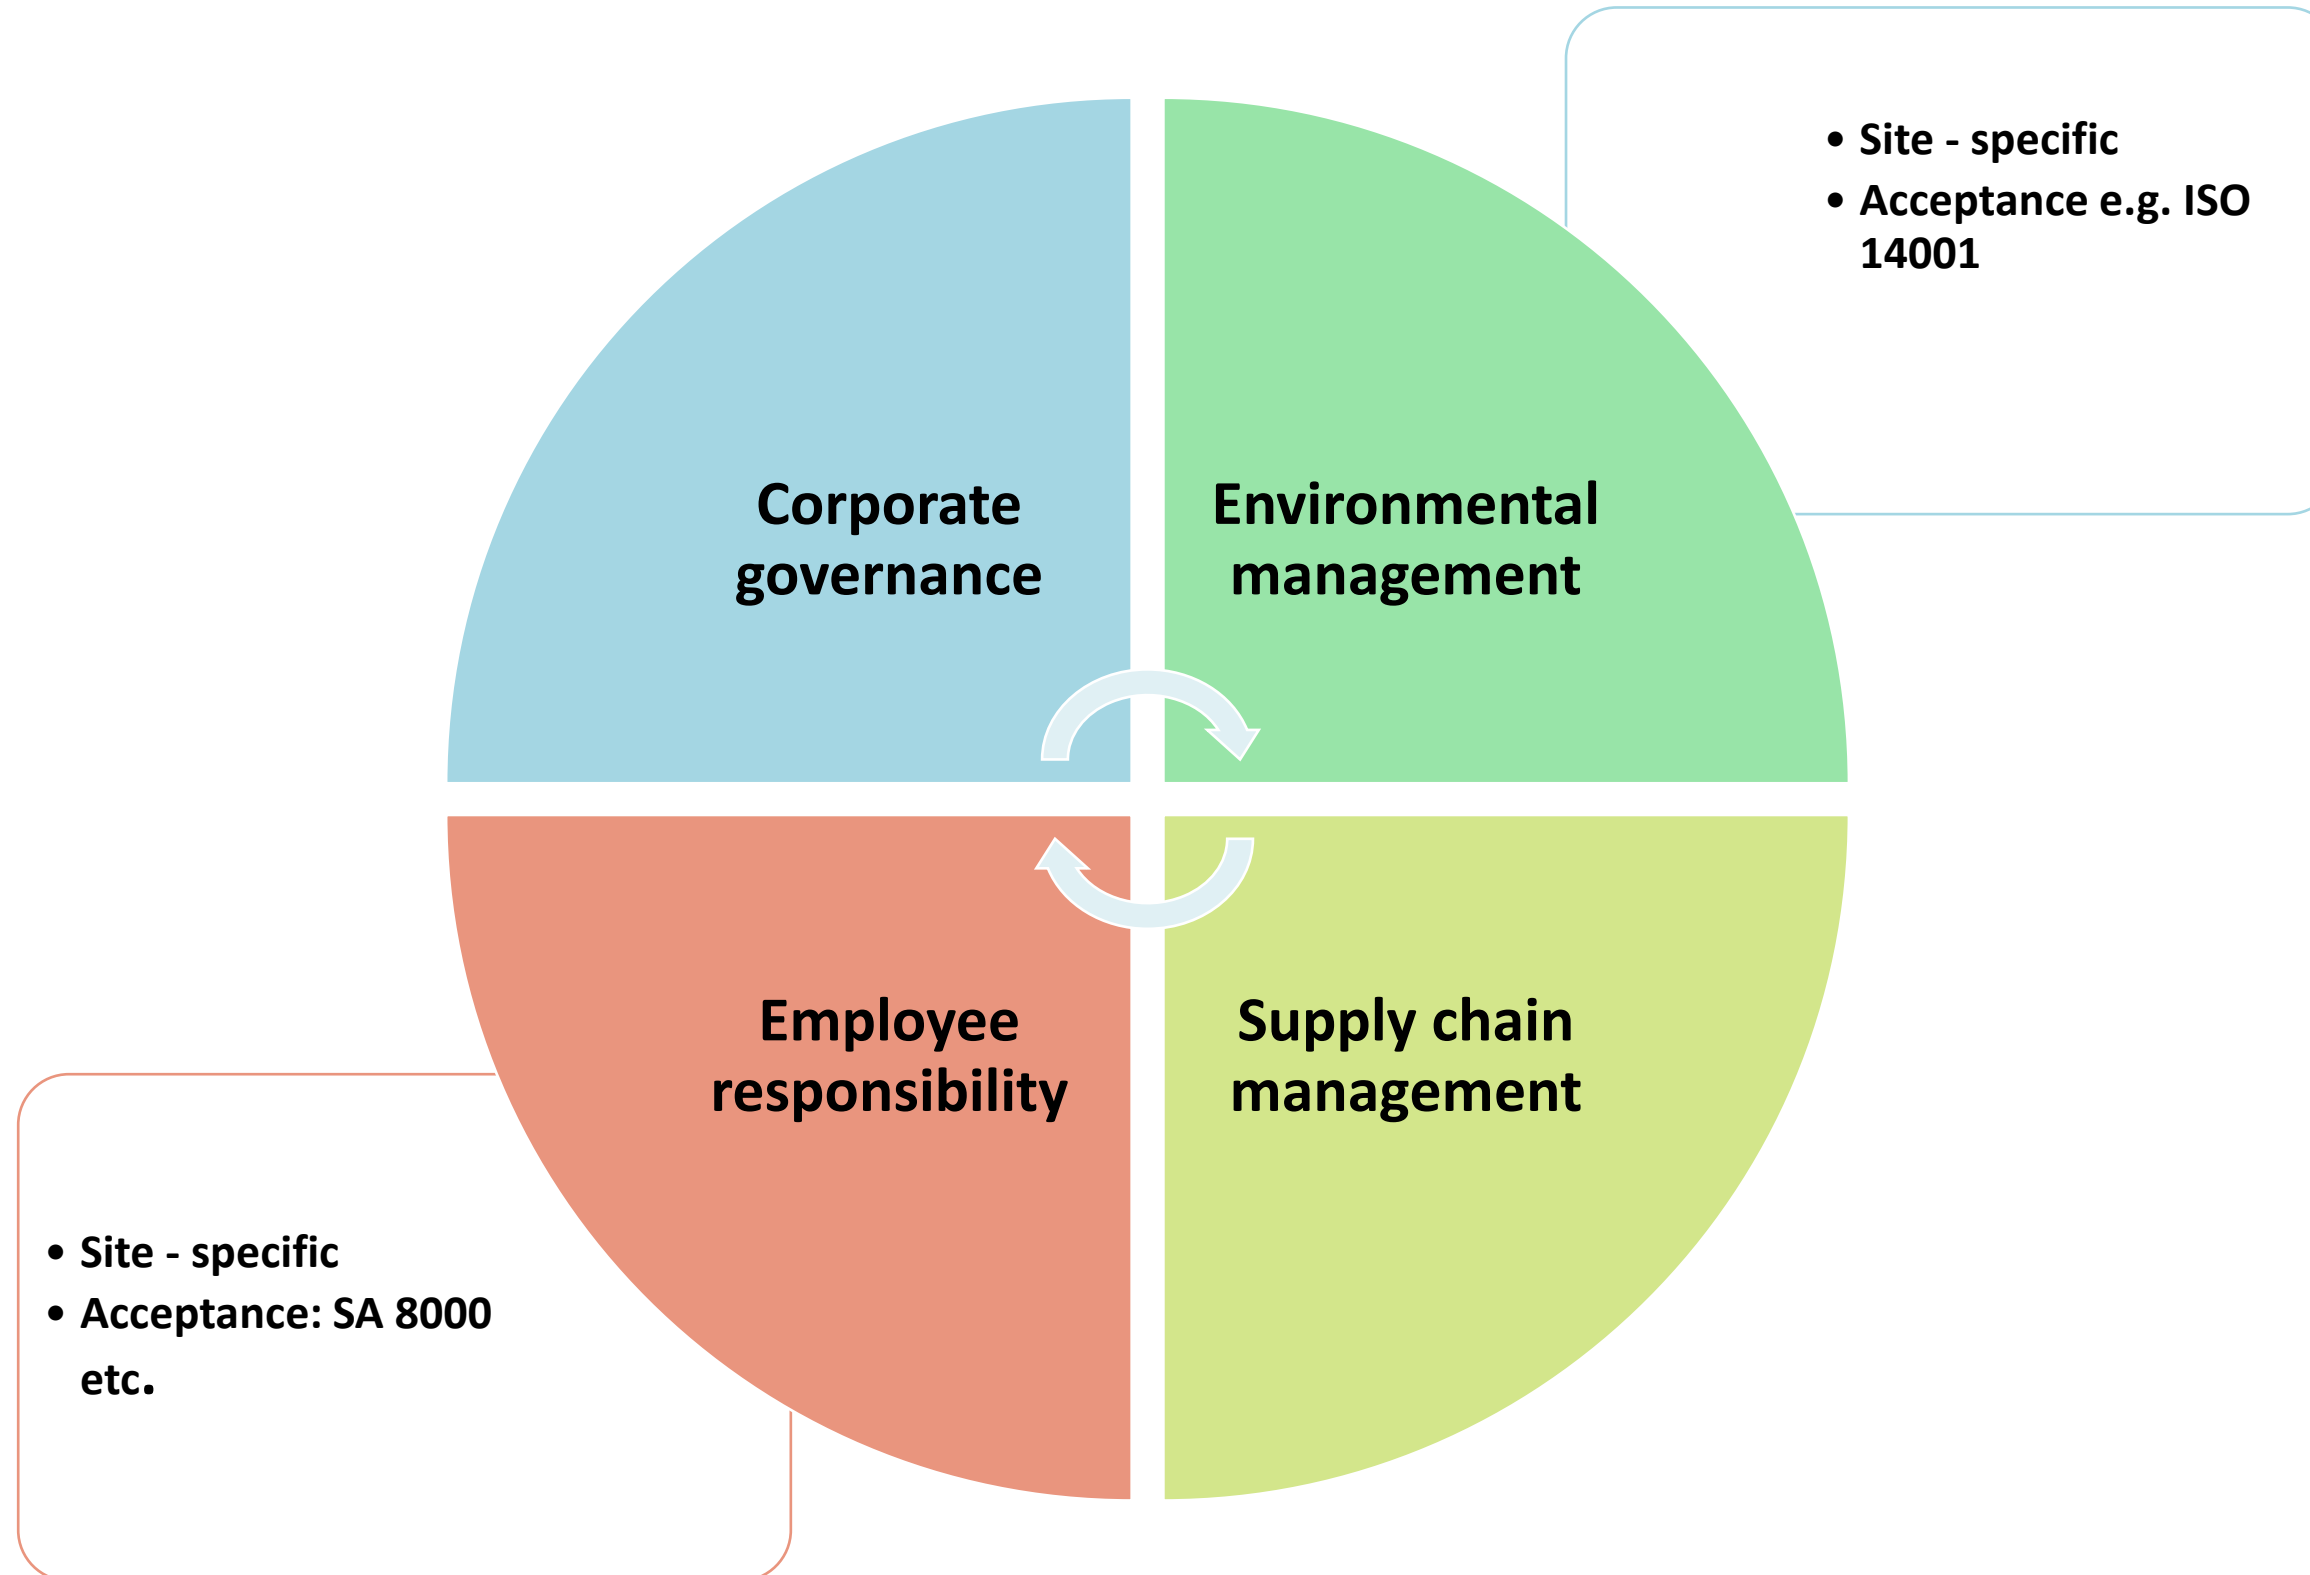 • Site - specific
• Acceptance e.g. ISO
14001
Corporate
governance
Environmental
management
Employee
responsibility
Supply chain
management
• Site - specific
• Acceptance: SA 8000
etc.